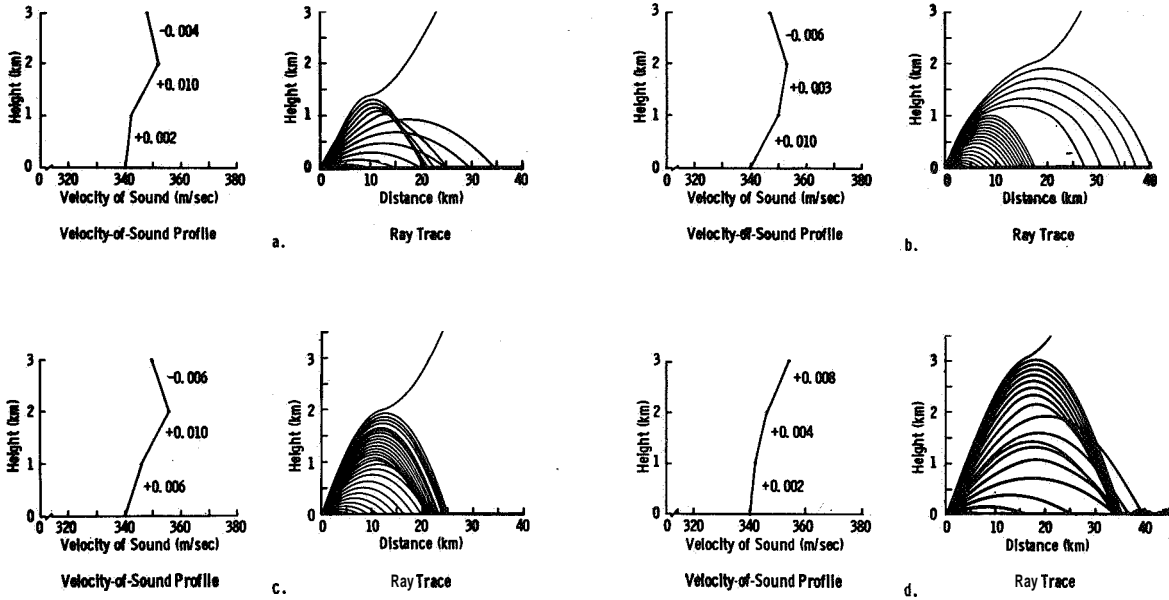 Height (km)
3
2
1
0
-0.004
+0.010
+0.002
0 320 340 360 380
Velocity of Sound (m/sec)
Velocity-of-Sound Profile
a.
Height (km)
3
2
1
0
0 10 20 30 40
Distance (km)
Ray Trace
Height (km)
3
2
1
0
-0.006
+0.003
+0.010
0 320 340 360 380
Velocity of Sound (m/sec)
Velocity-of-Sound Profile
Height (km)
3
2
1
0
0 10 20 30 40
Distance (km)
Ray Trace
b.
Height (km)
3
2
1
0
-0.006
+0.010
+0.006
0 320 340 360 380
Velocity of Sound (m/sec)
Velocity-of-Sound Profile
c.
Height (km)
3
2
1
0
0 10 20 30 40
Distance (km)
Ray Trace
Height (km)
3
2
1
0
+0.008
+0.004
+0.002
0 320 340 360 380
Velocity of Sound (m/sec)
Velocity-of-Sound Profile
Height (km)
3
2
1
0
0 10 20 30 40
Distance (km)
Ray Trace
d.